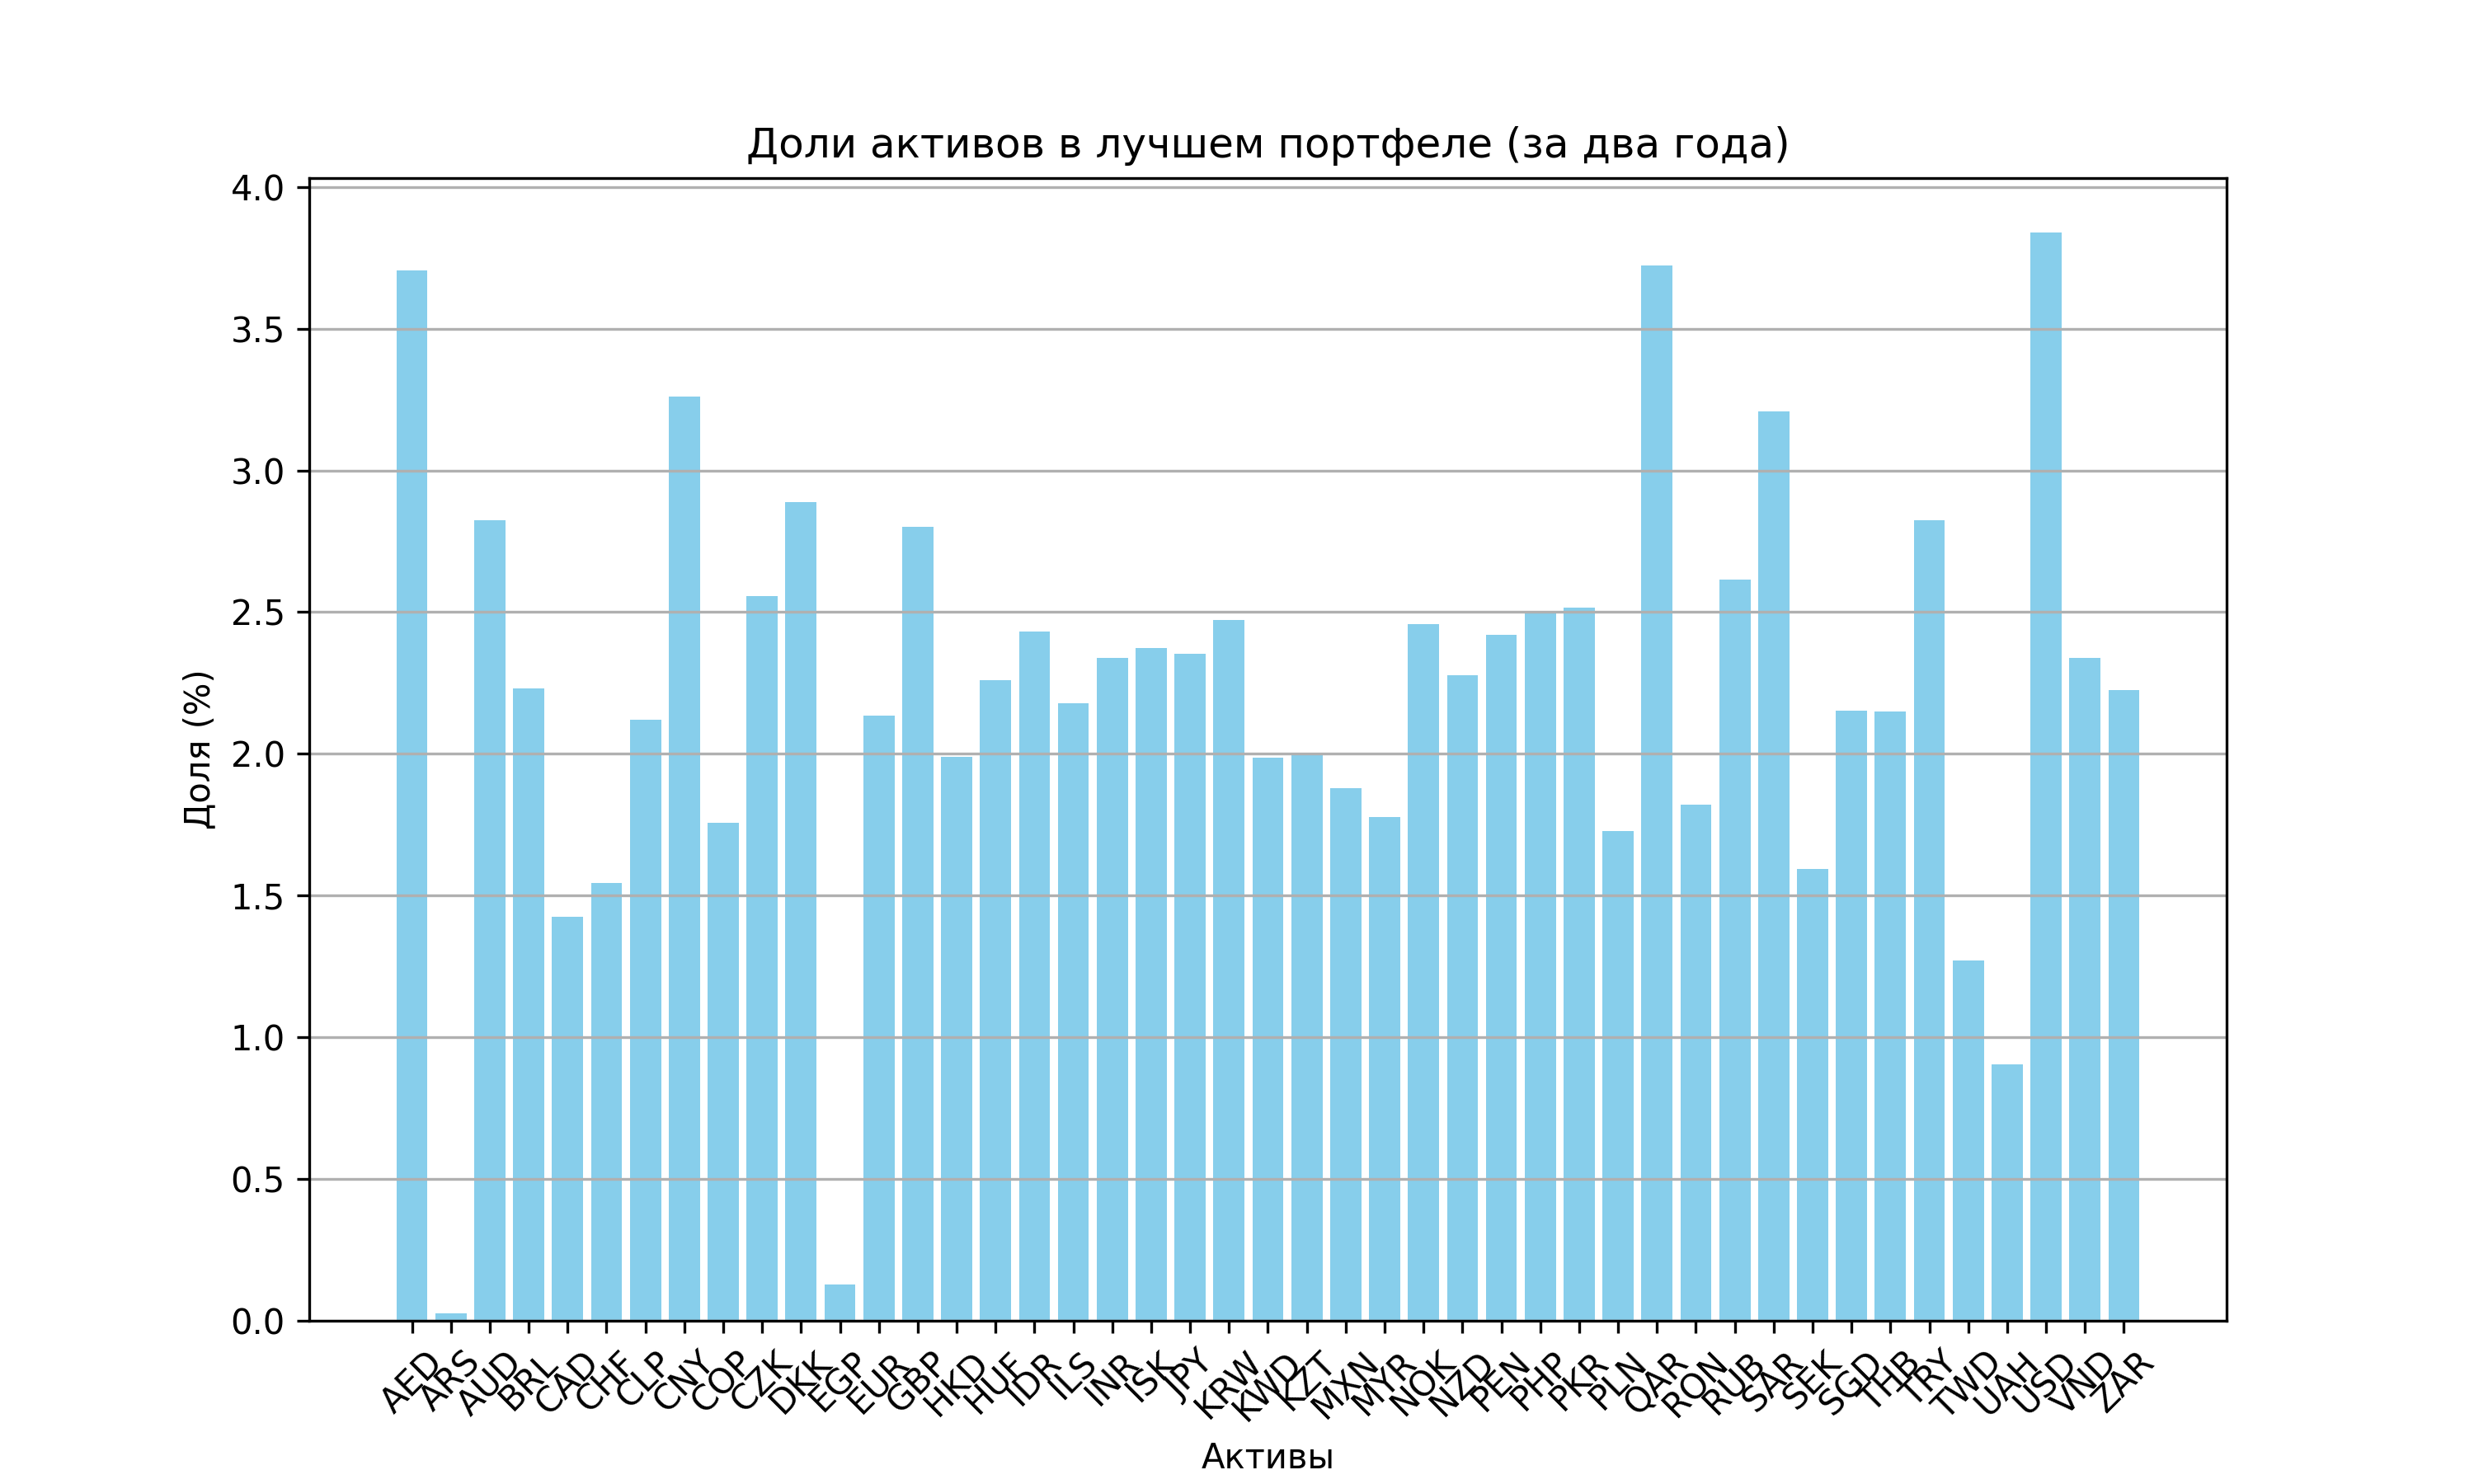 Доли активов в лучшем портфеле (за два года)
4.0
3.5
3.0
2.5
2.0
1.5
1.0
0.5
0.0
Доля (%)
AED
ARS
AUD
BRL
CAD
CHF
CLP
CNY
COP
CZK
DKK
EGP
EUR
GBP
HKD
HUF
IDR
ILS
INR
ISK
JPY
KRW
KWD
KZT
MXN
MYR
NOK
NZD
PEN
PHP
PKR
PLN
QAR
RON
RUB
SAR
SEK
SGD
THB
TRY
TWD
UAH
USD
VND
ZAR
Активы